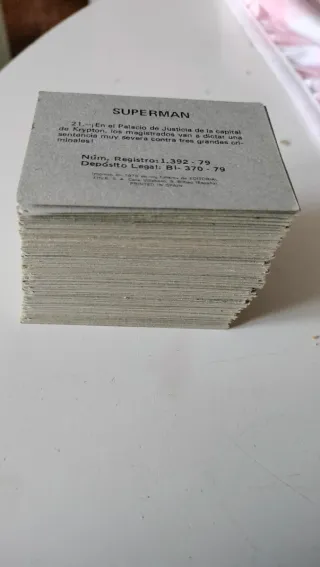 SUPERMAN
21.—¡En el Palacio de Justicia de la capital
de Krypton, los magistrados van a dictar una
sentencia muy severa contra tres grandes cri-
minales!
Núm. Registro: 1.392 - 79
Depósito Legal: BI- 370 - 79
PRINTED IN SPAIN